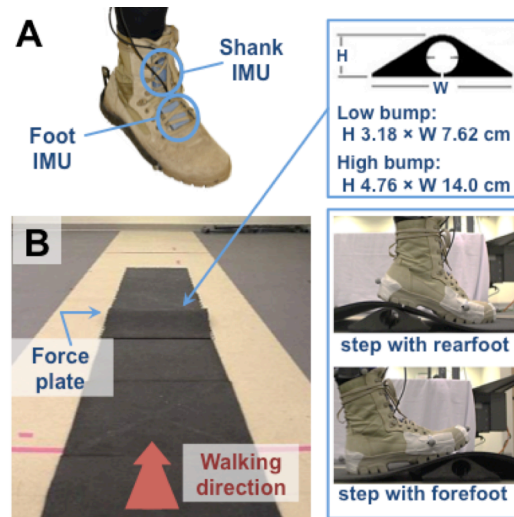 A
Shank
IMU
Foot
IMU
H
W
Low bump:
H 3.18 × W 7.62 cm
High bump:
H 4.76 × W 14.0 cm
B
Force
plate
Walking
direction
step with rearfoot
step with forefoot